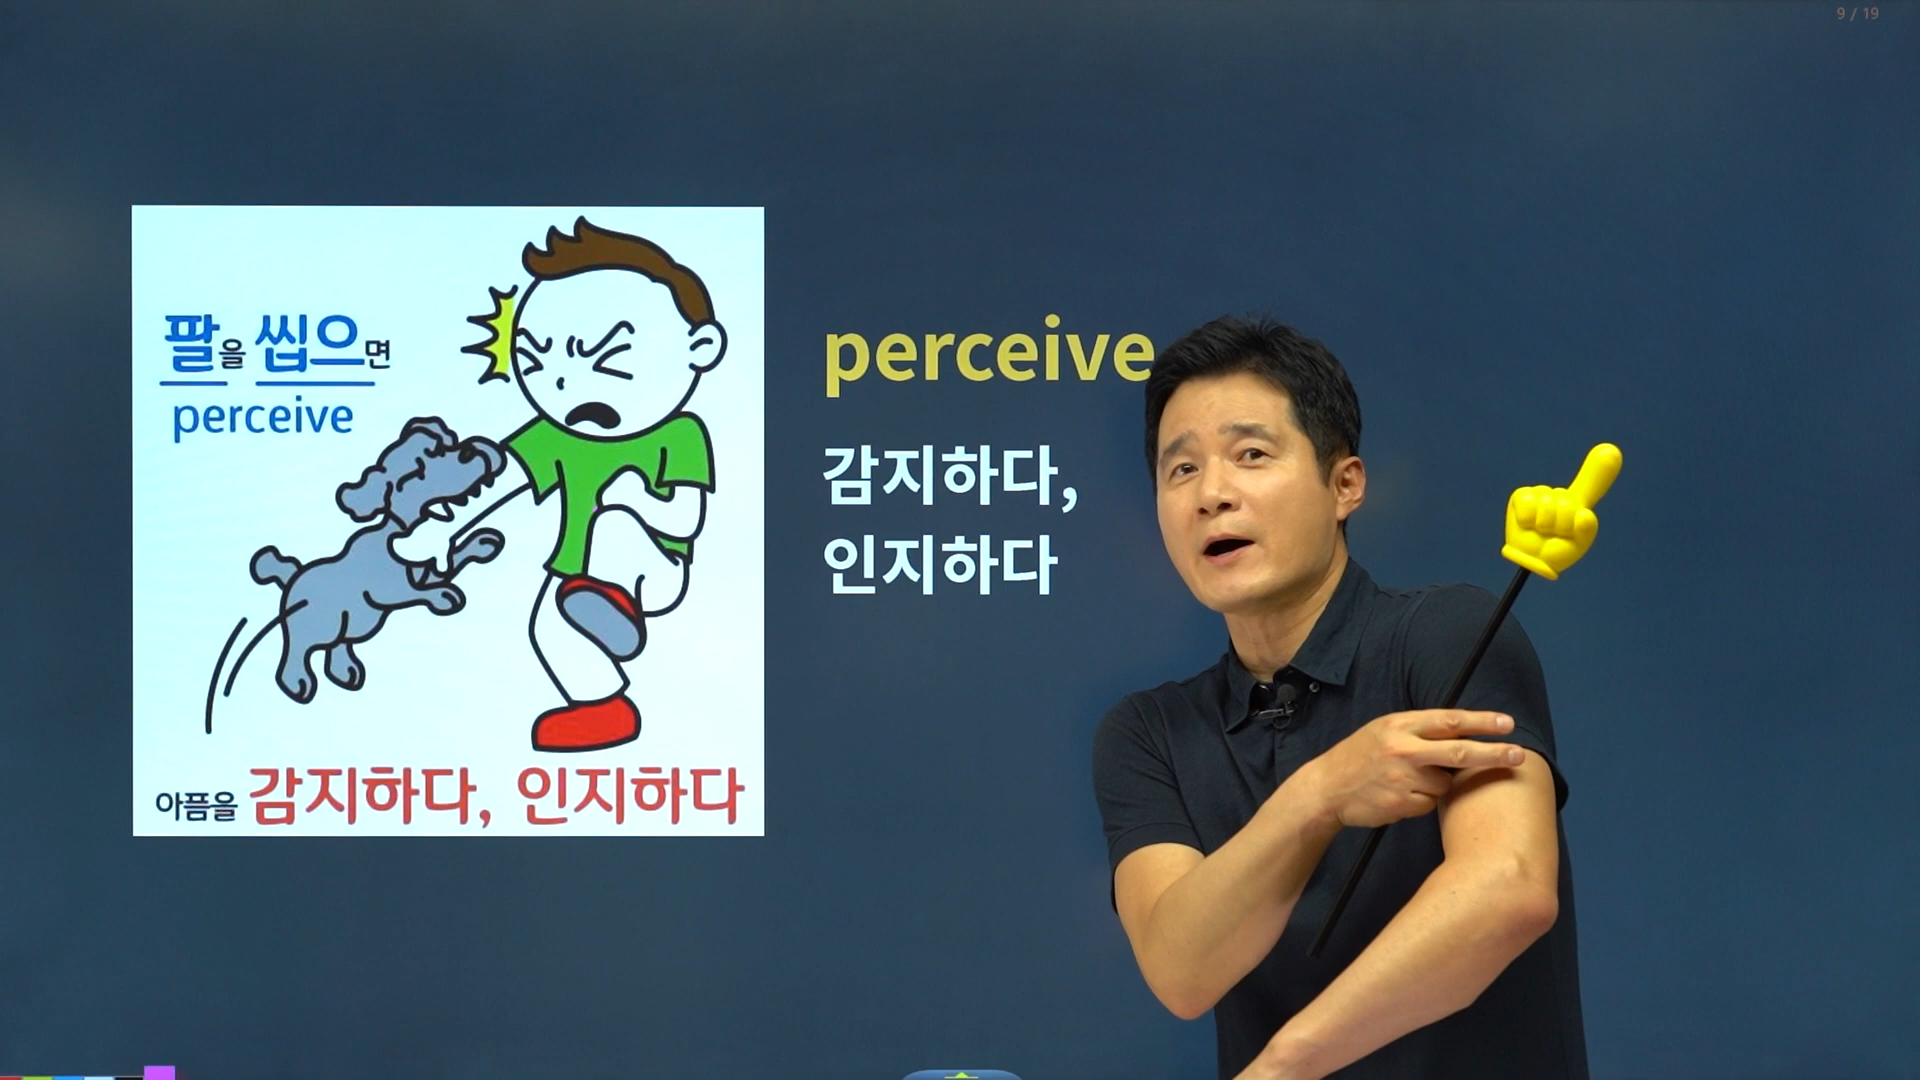 9 / 19
팔을 씹으면
perceive
아픔을 감지하다, 인지하다
perceive
감지하다,
인지하다